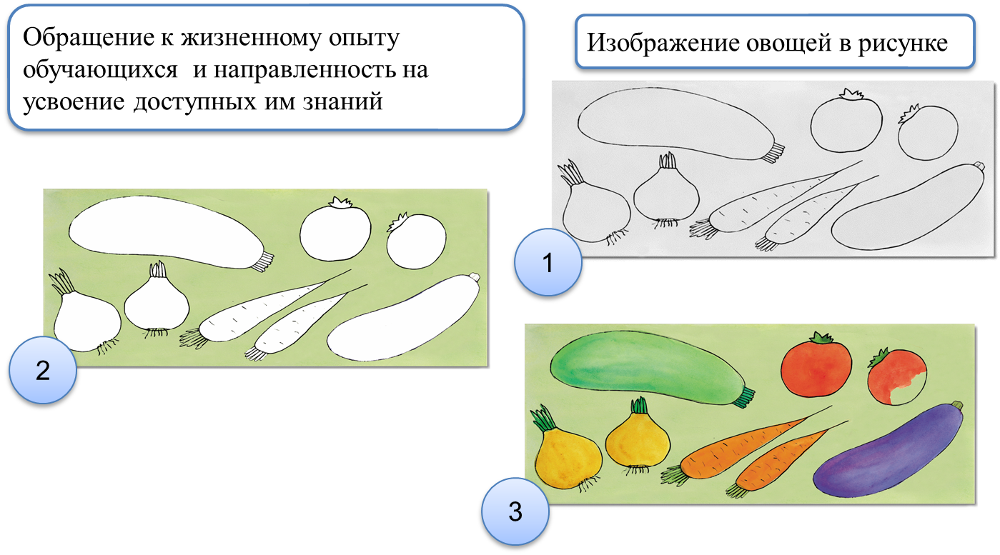 Обращение к жизненному опыту
обучающихся и направленность на
усвоение доступных им знаний
Изображение овощей в рисунке
1
2
3